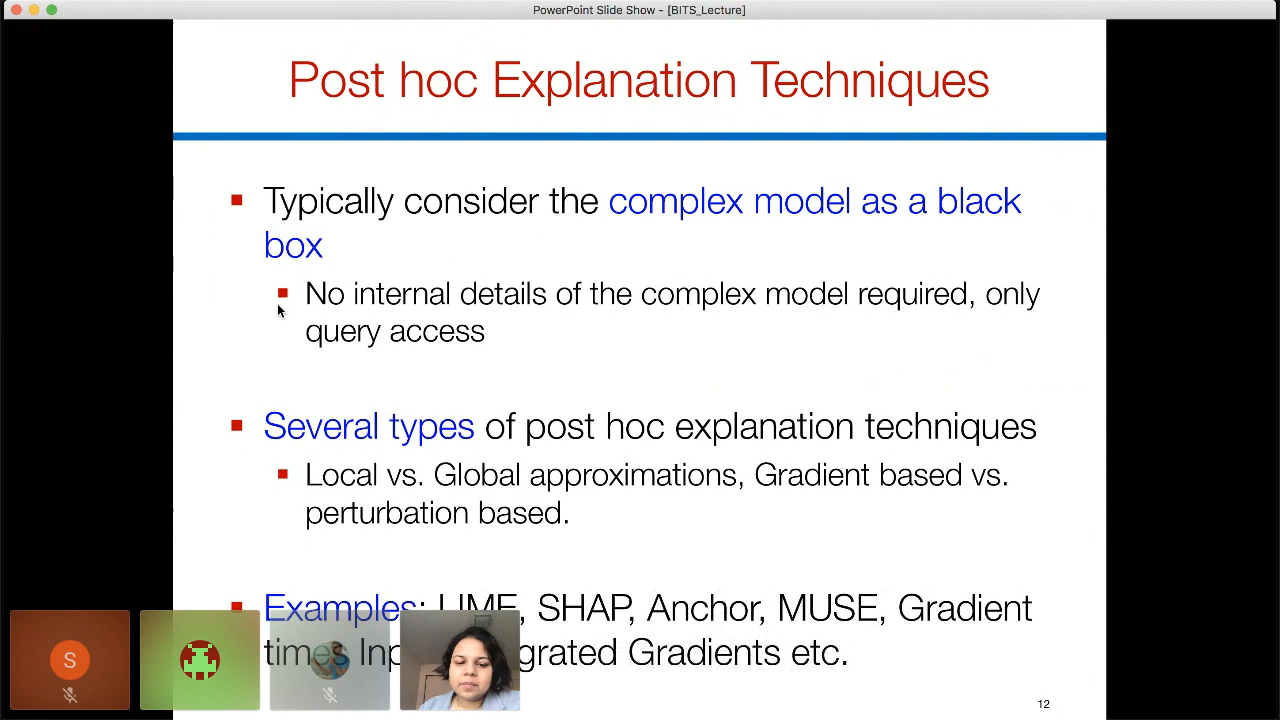 PowerPoint Slide Show - [BITS_Lecture]
Post hoc Explanation Techniques
Typically consider the complex model as a black
box
No internal details of the complex model required, only
query access
Several types of post hoc explanation techniques
Local vs. Global approximations, Gradient based vs.
perturbation based.
Examples: LIME, SHAP, Anchor, MUSE, Gradient
times Gradients etc.
S
12